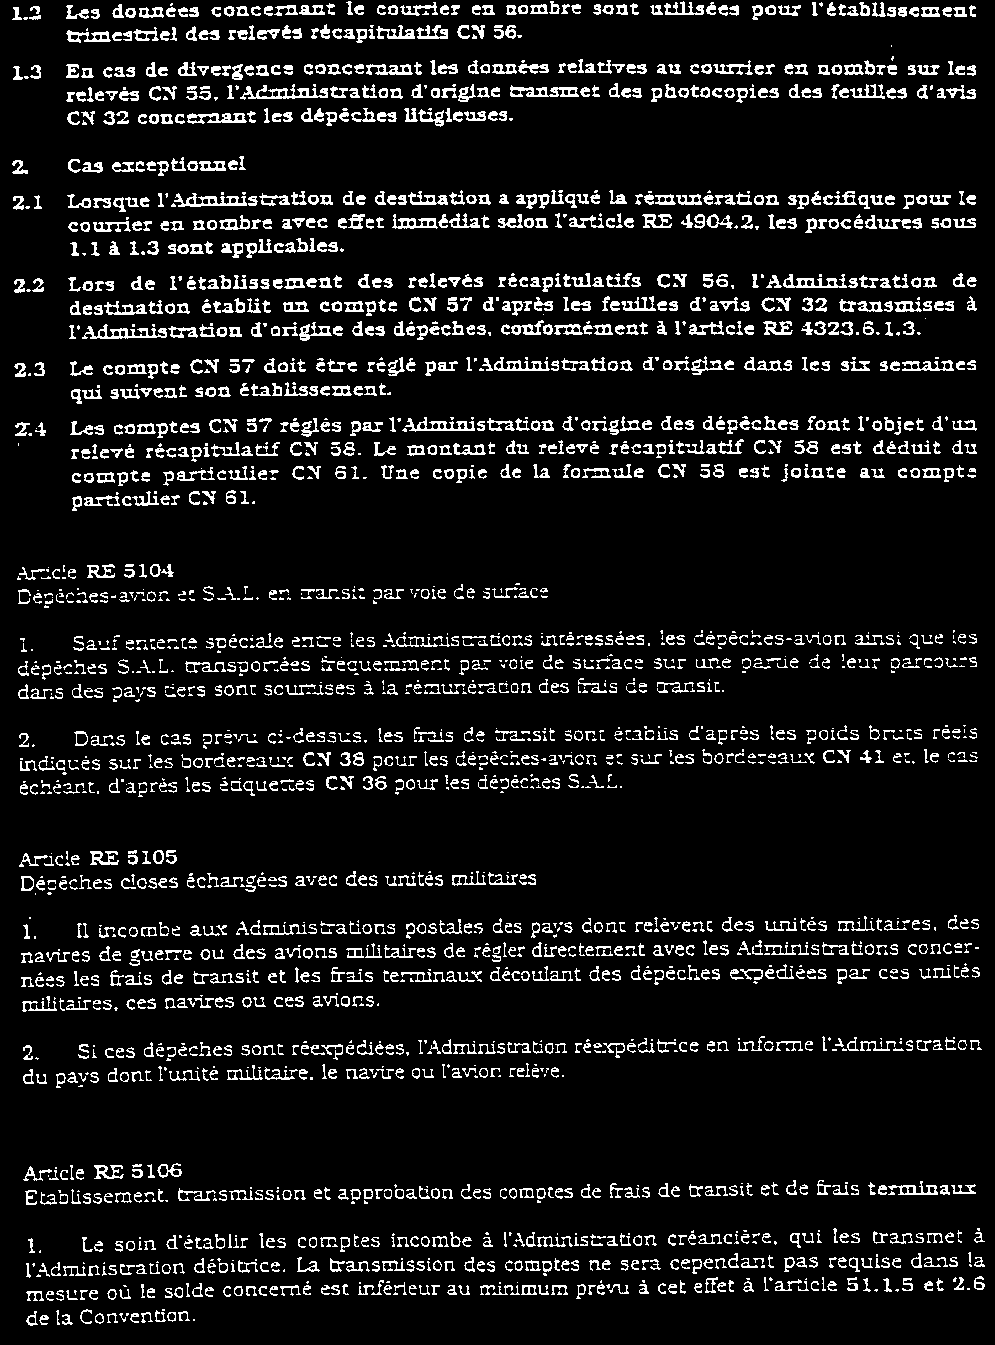 1.2 Les données concernant le courrier en nombre sont utilisées pour l'établissement
trimestriel des relevés récapitulatifs CN 56.
1.3 En cas de divergence concernant les données relatives au courrier en nombre sur les
relevés CN 55, l'Administration d'origine transmet des photocopies des feuilles d'avis
CN 32 concernant les dépêches litigieuses.
2. Cas exceptionnel
2.1 Lorsque l'Administration de destination a appliqué la rémunération spécifique pour le
courrier en nombre avec effet immédiat selon l'article RE 4904.2, les procédures sous
1.1 à 1.3 sont applicables.
2.2 Lors de l'établissement des relevés récapitulatifs CN 56, l'Administration de
destination établit un compte CN 57 d'après les feuilles d'avis CN 32 transmises à
l'Administration d'origine des dépêches, conformément à l'article RE 4323.6.1.3.
2.3 Le compte CN 57 doit être réglé par l'Administration d'origine dans les six semaines
qui suivent son établissement.
2.4 Les comptes CN 57 réglés par l'Administration d'origine des dépêches font l'objet d'un
relevé récapitulatif CN 58. Le montant du relevé récapitulatif CN 58 est déduit du
compte particulier CN 61. Une copie de la formule CN 58 est jointe au compte
particulier CN 61.
Article RE 5104
Dépêches-avion et S.A.L. en transit par voie de surface
1. Sauf entente spéciale entre les Administrations intéressées, les dépêches-avion ainsi que les
dépêches S.A.L. transportées fréquemment par voie de surface sur une partie de leur parcours
dans des pays tiers sont soumises à la rémunération des frais de transit.
2. Dans le cas prévu ci-dessus, les frais de transit sont établis d'après les poids bruts réels
indiqués sur les bordereaux CN 38 pour les dépêches-avion et sur les bordereaux CN 41 et, le cas
échéant, d'après les étiquettes CN 36 pour les dépêches S.A.L.
Article RE 5105
Dépêches closes échangées avec des unités militaires
1. Il incombe aux Administrations postales des pays dont relèvent des unités militaires, des
navires de guerre ou des avions militaires de régler directement avec les Administrations concer-
nées les frais de transit et les frais terminaux découlant des dépêches expédiées par ces unités
militaires, ces navires ou ces avions.
2. Si ces dépêches sont réexpédiées, l'Administration réexpéditrice en informe l'Administration
du pays dont l'unité militaire, le navire ou l'avion relève.
Article RE 5106
Etablissement, transmission et approbation des comptes de frais de transit et de frais terminaux
1. Le soin d'établir les comptes incombe à l'Administration créancière, qui les transmet à
l'Administration débitrice. La transmission des comptes ne sera cependant pas requise dans la
mesure où le solde concerné est inférieur au minimum prévu à cet effet à l'article 51.1.5 et 2.6
de la Convention.